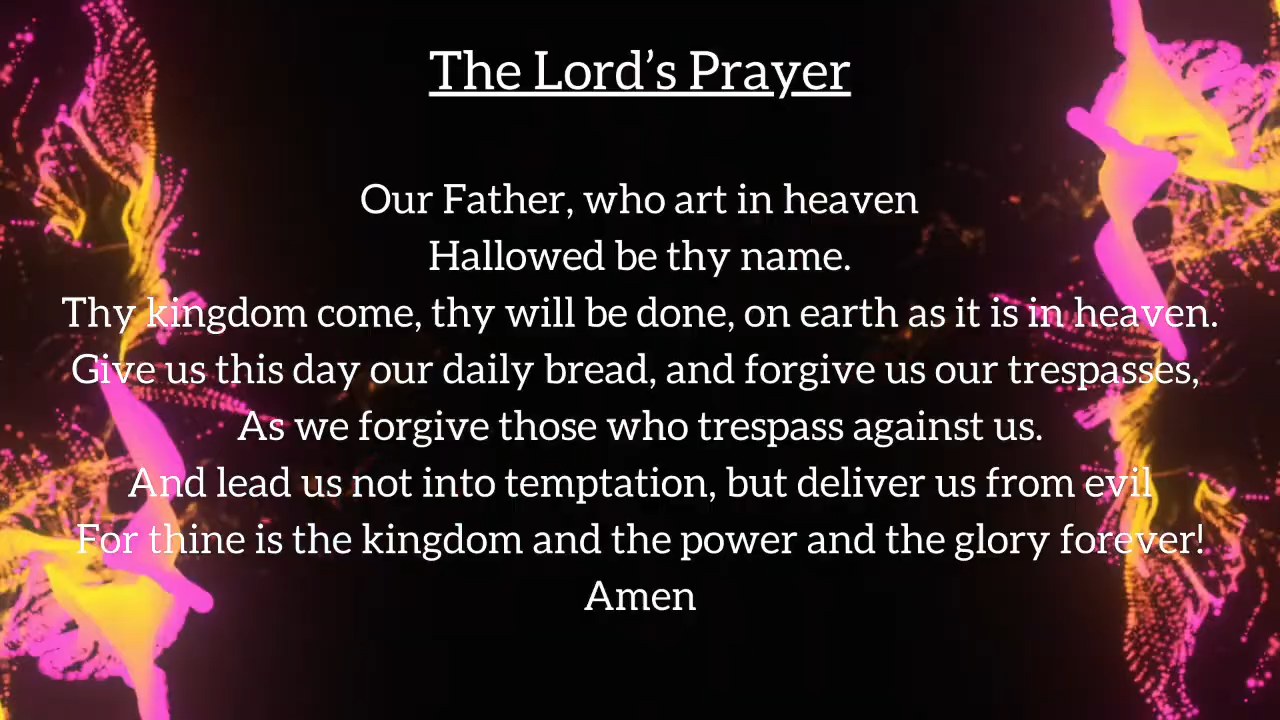 The Lord’s Prayer
Our Father, who art in heaven
Hallowed be thy name.
Thy kingdom come, thy will be done, on earth as it is in heaven.
Give us this day our daily bread, and forgive us our trespasses,
As we forgive those who trespass against us.
And lead us not into temptation, but deliver us from evil
For thine is the kingdom and the power and the glory forever!
Amen